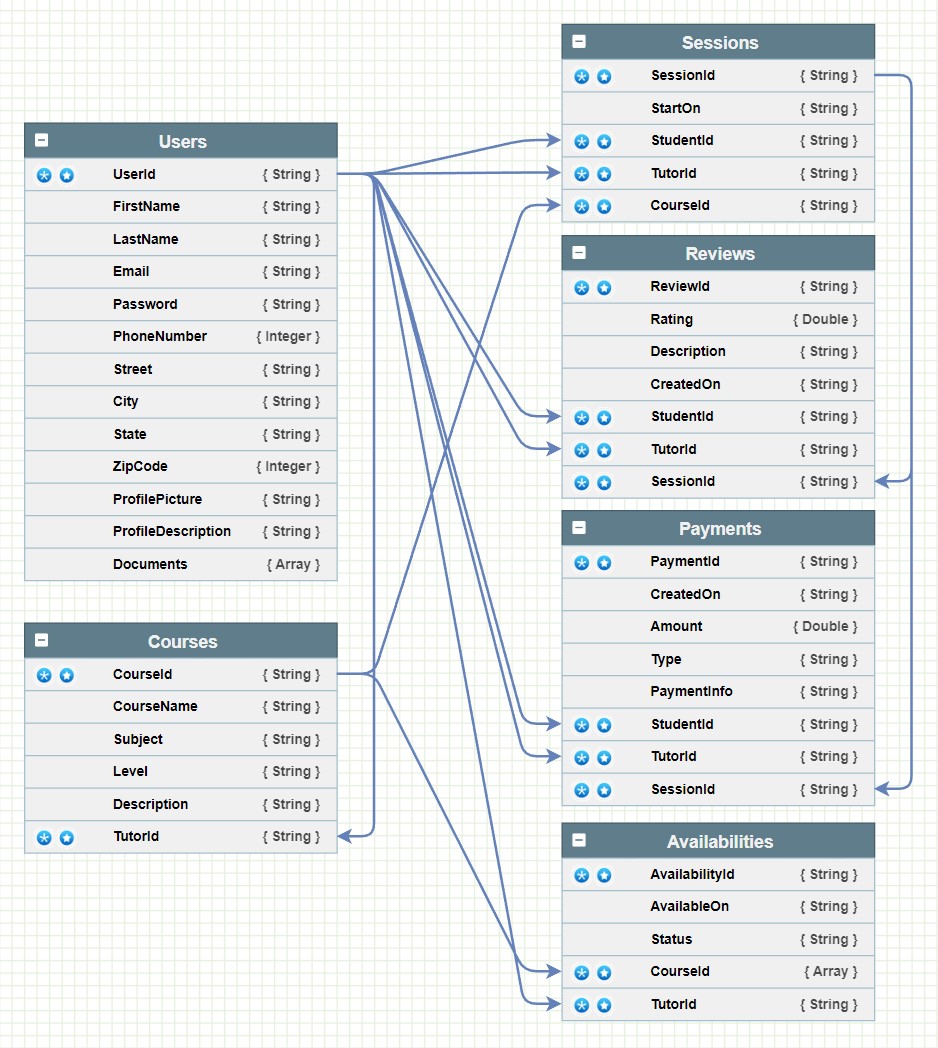 Users
UserId { String }
FirstName { String }
LastName { String }
Email { String }
Password { String }
PhoneNumber { Integer }
Street { String }
City { String }
State { String }
ZipCode { Integer }
ProfilePicture { String }
ProfileDescription { String }
Documents { Array }
Courses
CourseId { String }
CourseName { String }
Subject { String }
Level { String }
Description { String }
TutorId { String }
Sessions
SessionId { String }
StartOn { String }
StudentId { String }
TutorId { String }
CourseId { String }
Reviews
ReviewId { String }
Rating { Double }
Description { String }
CreatedOn { String }
StudentId { String }
TutorId { String }
SessionId { String }
Payments
PaymentId { String }
CreatedOn { String }
Amount { Double }
Type { String }
PaymentInfo { String }
StudentId { String }
TutorId { String }
SessionId { String }
Availabilities
AvailabilityId { String }
AvailableOn { String }
Status { String }
CourseId { Array }
TutorId { String }